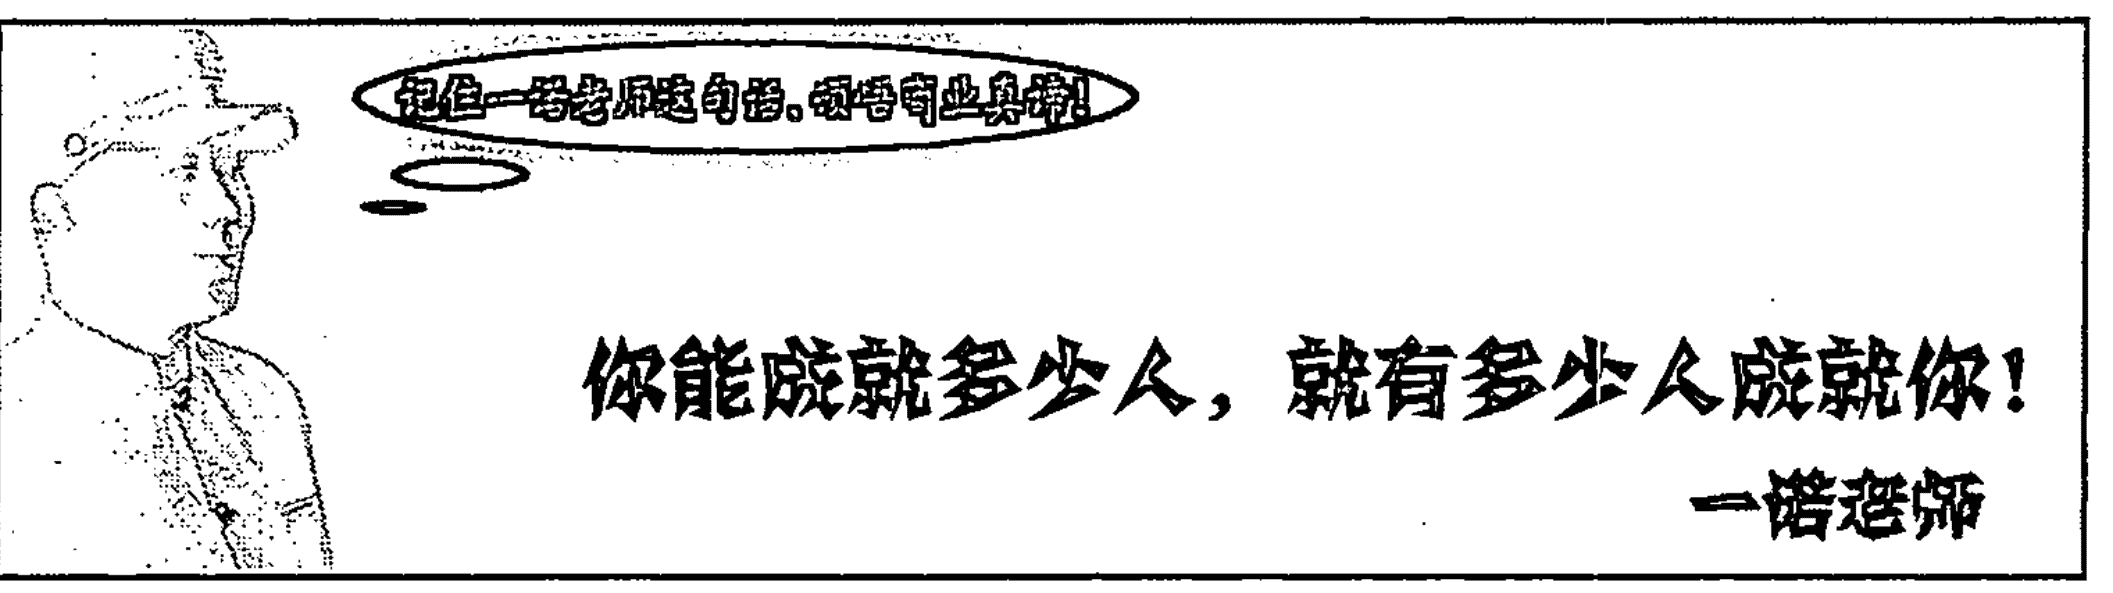 记住一诺老师这句话、领悟商业真谛!
你能成就多少人，就有多少人成就你！
一诺老师